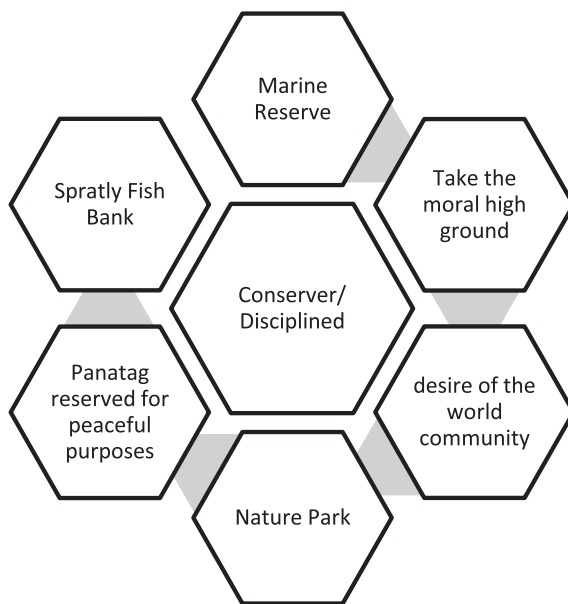 Marine
Reserve
Take the
moral high
ground
desire of the
world
community
Nature Park
Panatag
reserved for
peaceful
purposes
Spratly Fish
Bank
Conserver/
Disciplined